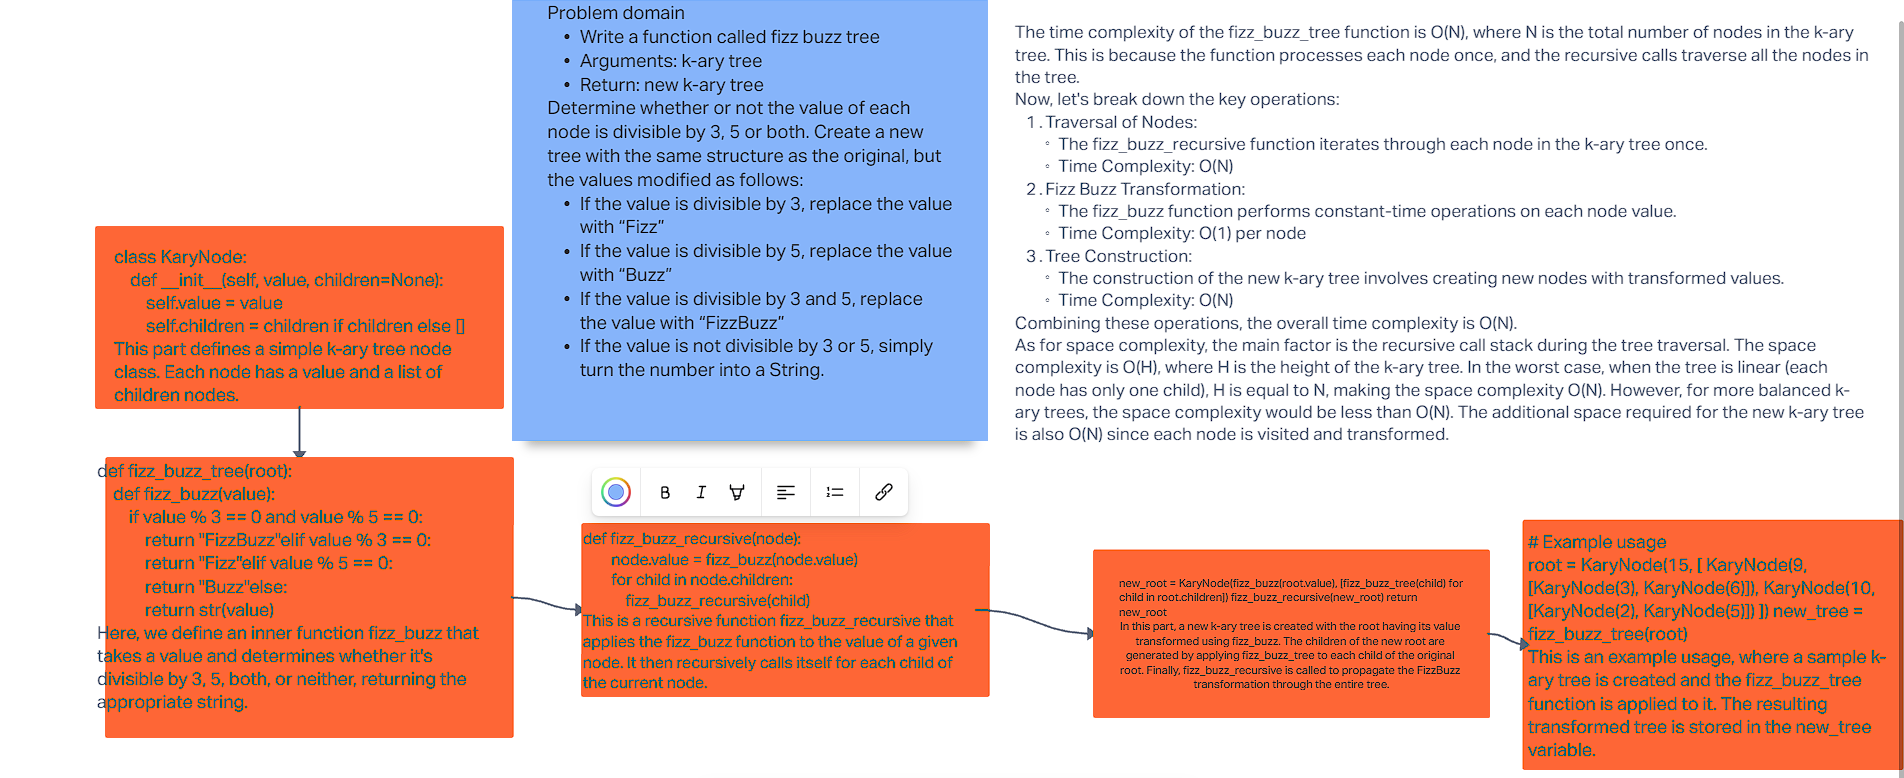 Problem domain
• Write a function called fizz buzz tree
• Arguments: k-ary tree
• Return: new k-ary tree
Determine whether or not the value of each
node is divisible by 3, 5 or both. Create a new
tree with the same structure as the original, but
the values modified as follows:
• If the value is divisible by 3, replace the value
with “Fizz”
• If the value is divisible by 5, replace the value
with “Buzz”
• If the value is divisible by 3 and 5, replace
the value with “FizzBuzz”
• If the value is not divisible by 3 or 5, simply
turn the number into a String.
The time complexity of the fizz_buzz_tree function is O(N), where N is the total number of nodes in the k-ary
tree. This is because the function processes each node once, and the recursive calls traverse all the nodes in
the tree.
Now, let's break down the key operations:
1. Traversal of Nodes:
◦ The fizz_buzz_recursive function iterates through each node in the k-ary tree once.
◦ Time Complexity: O(N)
2. Fizz Buzz Transformation:
◦ The fizz_buzz function performs constant-time operations on each node value.
◦ Time Complexity: O(1) per node
3. Tree Construction:
◦ The construction of the new k-ary tree involves creating new nodes with transformed values.
◦ Time Complexity: O(N)
Combining these operations, the overall time complexity is O(N).
As for space complexity, the main factor is the recursive call stack during the tree traversal. The space
complexity is O(H), where H is the height of the k-ary tree. In the worst case, when the tree is linear (each
node has only one child), H is equal to N, making the space complexity O(N). However, for more balanced k-
ary trees, the space complexity would be less than O(N). The additional space required for the new k-ary tree
is also O(N) since each node is visited and transformed.
class KaryNode:
def __init__(self, value, children=None):
self.value = value
self.children = children if children else []
This part defines a simple k-ary tree node
class. Each node has a value and a list of
children nodes.
def fizz_buzz_tree(root):
def fizz_buzz(value):
if value % 3 == 0 and value % 5 == 0:
return "FizzBuzz"elif value % 3 == 0:
return "Fizz"elif value % 5 == 0:
return "Buzz"else:
return str(value)
Here, we define an inner function fizz_buzz that
takes a value and determines whether it's
divisible by 3, 5, both, or neither, returning the
appropriate string.
B I
def fizz_buzz_recursive(node):
node.value = fizz_buzz(node.value)
for child in node.children:
fizz_buzz_recursive(child)
This is a recursive function fizz_buzz_recursive that
applies the fizz_buzz function to the value of a given
node. It then recursively calls itself for each child of
the current node.
new_root = KaryNode(fizz_buzz(root.value), [fizz_buzz_tree(child) for
child in root.children]) fizz_buzz_recursive(new_root) return
new_root
In this part, a new k-ary tree is created with the root having its value
transformed using fizz_buzz. The children of the new root are
generated by applying fizz_buzz_tree to each child of the original
root. Finally, fizz_buzz_recursive is called to propagate the FizzBuzz
transformation through the entire tree.
# Example usage
root = KaryNode(15, [ KaryNode(9,
[KaryNode(3), KaryNode(6)]), KaryNode(10,
[KaryNode(2), KaryNode(5)]) ]) new_tree =
fizz_buzz_tree(root)
This is an example usage, where a sample k-
ary tree is created and the fizz_buzz_tree
function is applied to it. The resulting
transformed tree is stored in the new_tree
variable.